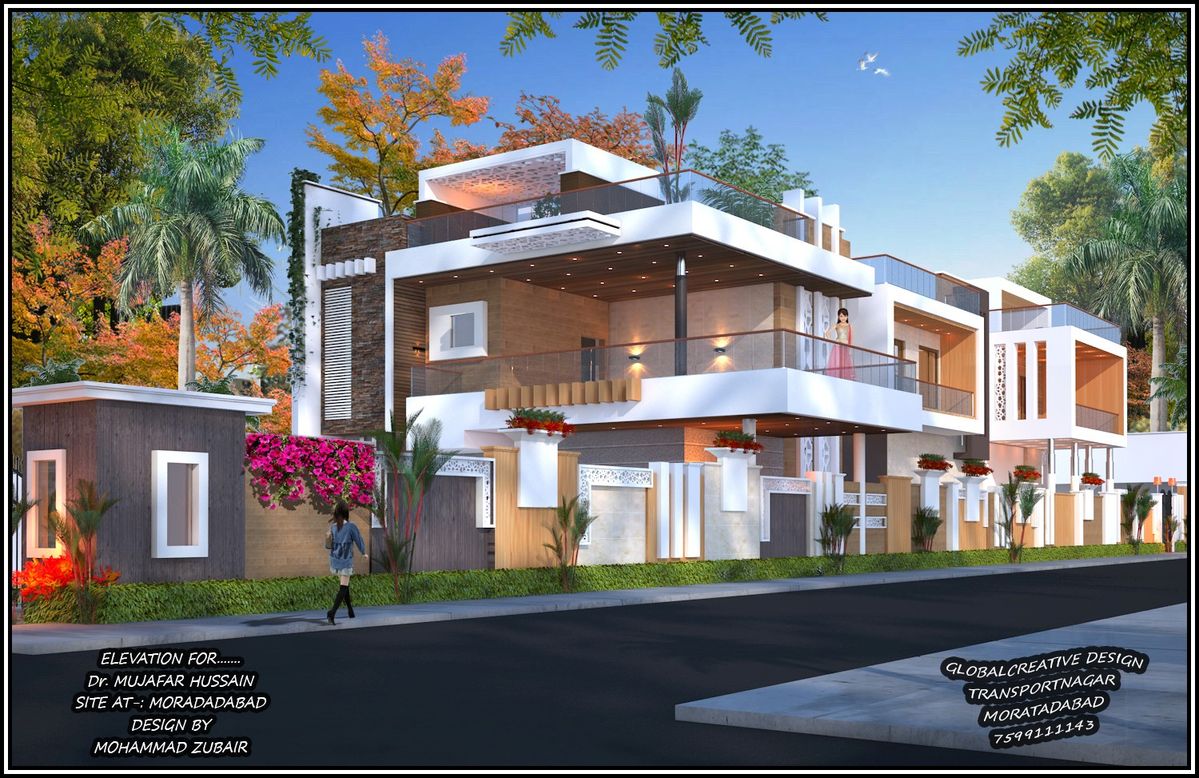 ELEVATION FOR.......
Dr. MUJAFAR HUSSAIN
SITE AT-: MORADADABAD
DESIGN BY
MOHAMMAD ZUBAIR
GLOBALCREATIVE DESIGN
TRANSPORTNAGAR
MORATADABAD
7599111143